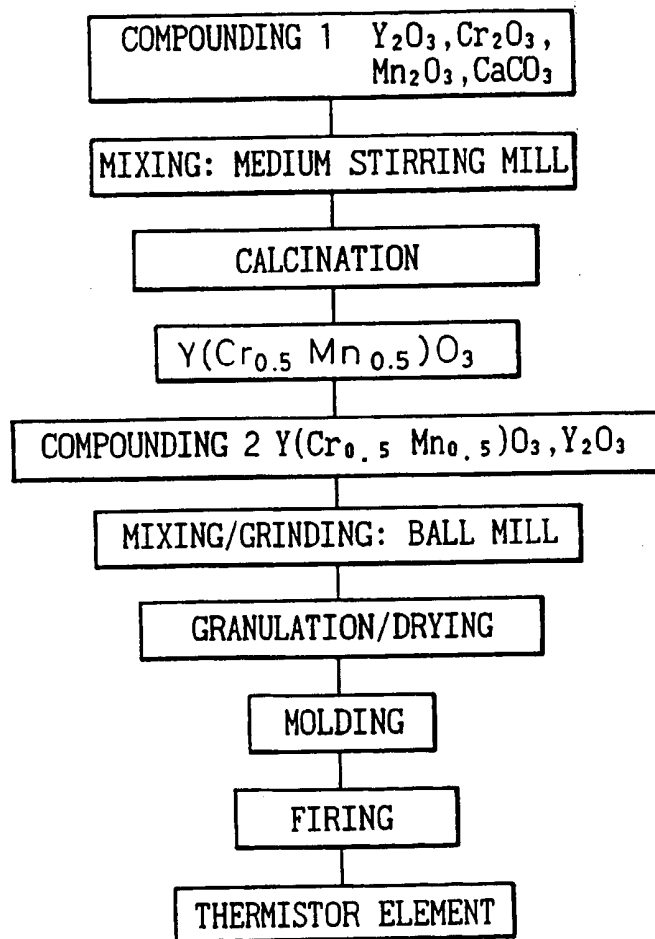 COMPOUNDING 1 Y₂O₃,Cr₂O₃,
Mn₂O₃,CaCO₃
MIXING: MEDIUM STIRRING MILL
CALCINATION
Y(Cr₀.₅ Mn₀.₅)O₃
COMPOUNDING 2 Y(Cr₀.₅ Mn₀.₅)O₃,Y₂O₃
MIXING/GRINDING: BALL MILL
GRANULATION/DRYING
MOLDING
FIRING
THERMISTOR ELEMENT